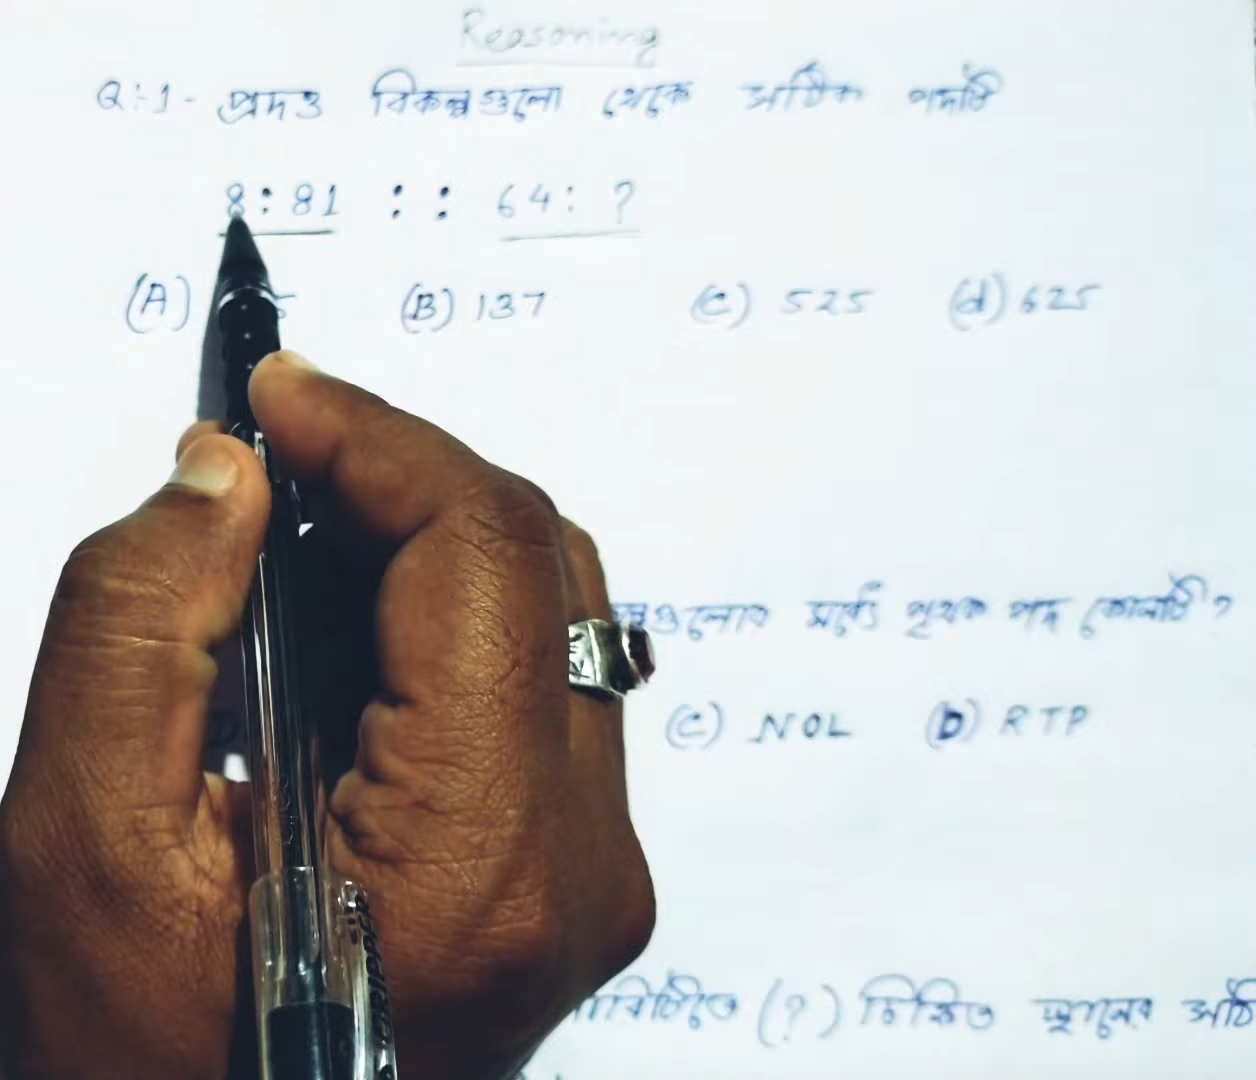 Reasoning
Q:-1- প্রদত্ত বিকল্পগুলো থেকে সঠিক পদটি
8:81 :: 64: ?
(A) 5 (B) 137 (C) 525 (d) 625
গুলোর মধ্যে পৃথক পদ কোনটি?
(C) NOL (D) RTP
(?) চিহ্নিত স্থানের